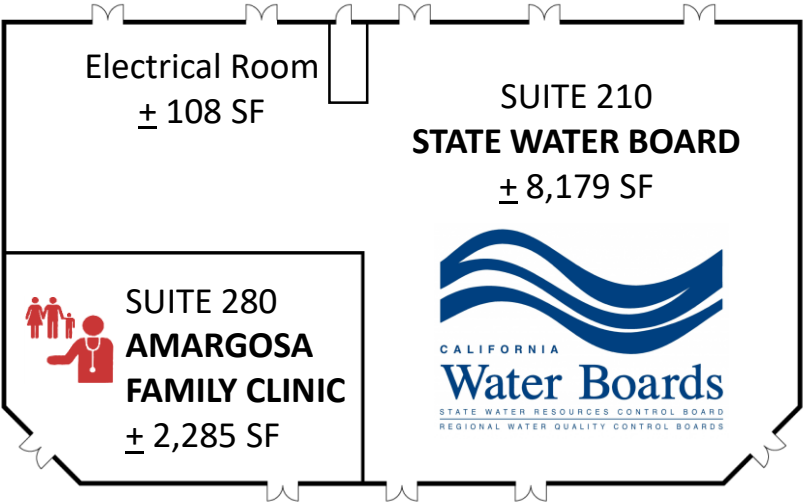 Electrical Room
± 108 SF
SUITE 210
STATE WATER BOARD
± 8,179 SF
CALIFORNIA
Water Boards
STATE WATER RESOURCES CONTROL BOARD
REGIONAL WATER QUALITY CONTROL BOARDS
SUITE 280
AMARGOSA
FAMILY CLINIC
± 2,285 SF